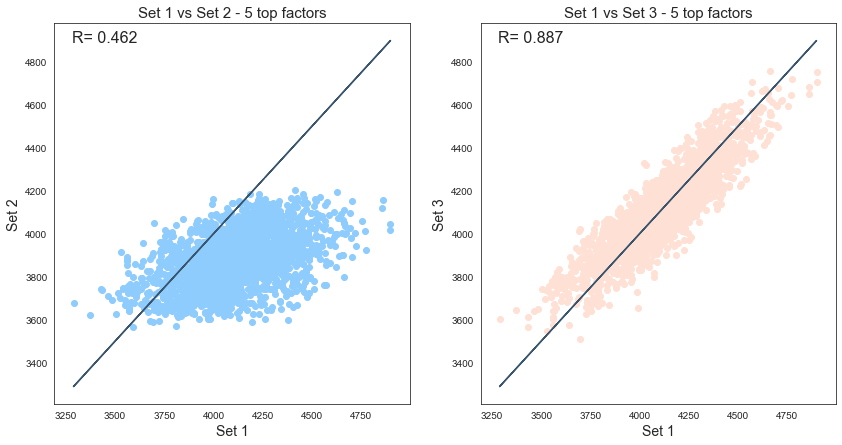 Set 1 vs Set 2 - 5 top factors
R= 0.462
4800
4600
4400
4200
4000
3800
3600
3400
Set 2
3250 3500 3750 4000 4250 4500 4750
Set 1
Set 1 vs Set 3 - 5 top factors
R= 0.887
4800
4600
4400
4200
4000
3800
3600
3400
Set 3
3250 3500 3750 4000 4250 4500 4750
Set 1